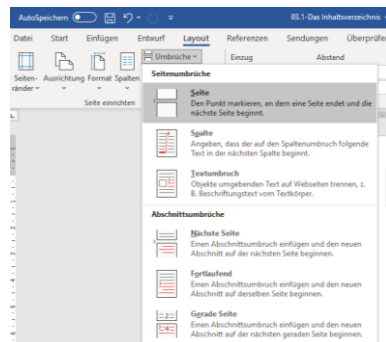 AutoSpeichern
03.1-Das Inhaltsverzeichnis
Datei Start Einfügen Entwurf Layout Referenzen Sendungen Überprüfe
Umbrüche Einzug Abstand
Seiten- Ausrichtung Format Spalten
ränder
Seite einrichten
Seitenumbrüche
Seite
Den Punkt markieren, an dem eine Seite endet und die
nächste Seite beginnt.
Spalte
Angeben, dass der auf den Spaltenumbruch folgende
Text in der nächsten Spalte beginnt.
Textumbruch
Objekte umgebenden Text auf Webseiten trennen, z.
B. Beschriftungstext vom Textkörper.
Abschnittsumbrüche
Nächste Seite
Einen Abschnittsumbruch einfügen und den neuen
Abschnitt auf der nächsten Seite beginnen.
Fortlaufend
Einen Abschnittsumbruch einfügen und den neuen
Abschnitt auf derselben Seite beginnen.
Gerade Seite
Einen Abschnittsumbruch einfügen und den neuen
Abschnitt auf der nächsten geraden Seite beginnen.